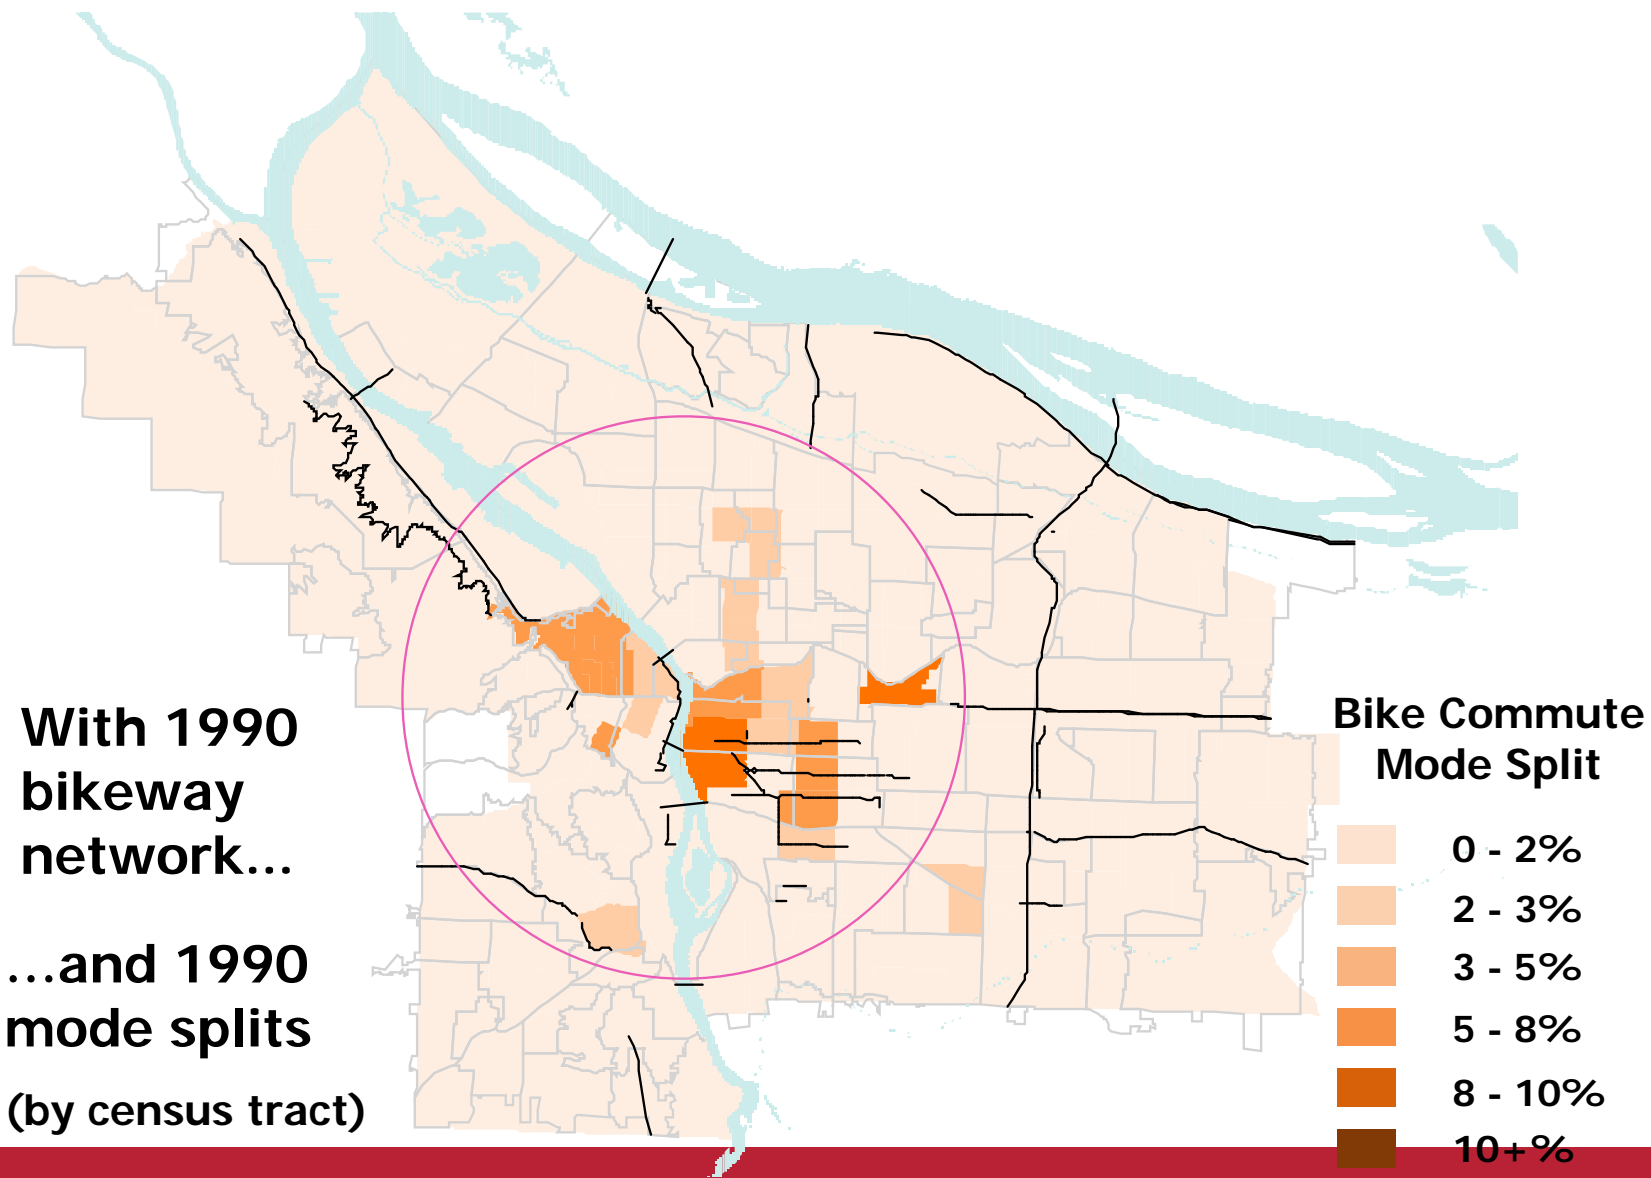 With 1990
bikeway
network...
...and 1990
mode splits
(by census tract)
Bike Commute
Mode Split
0 - 2%
2 - 3%
3 - 5%
5 - 8%
8 - 10%
10+%